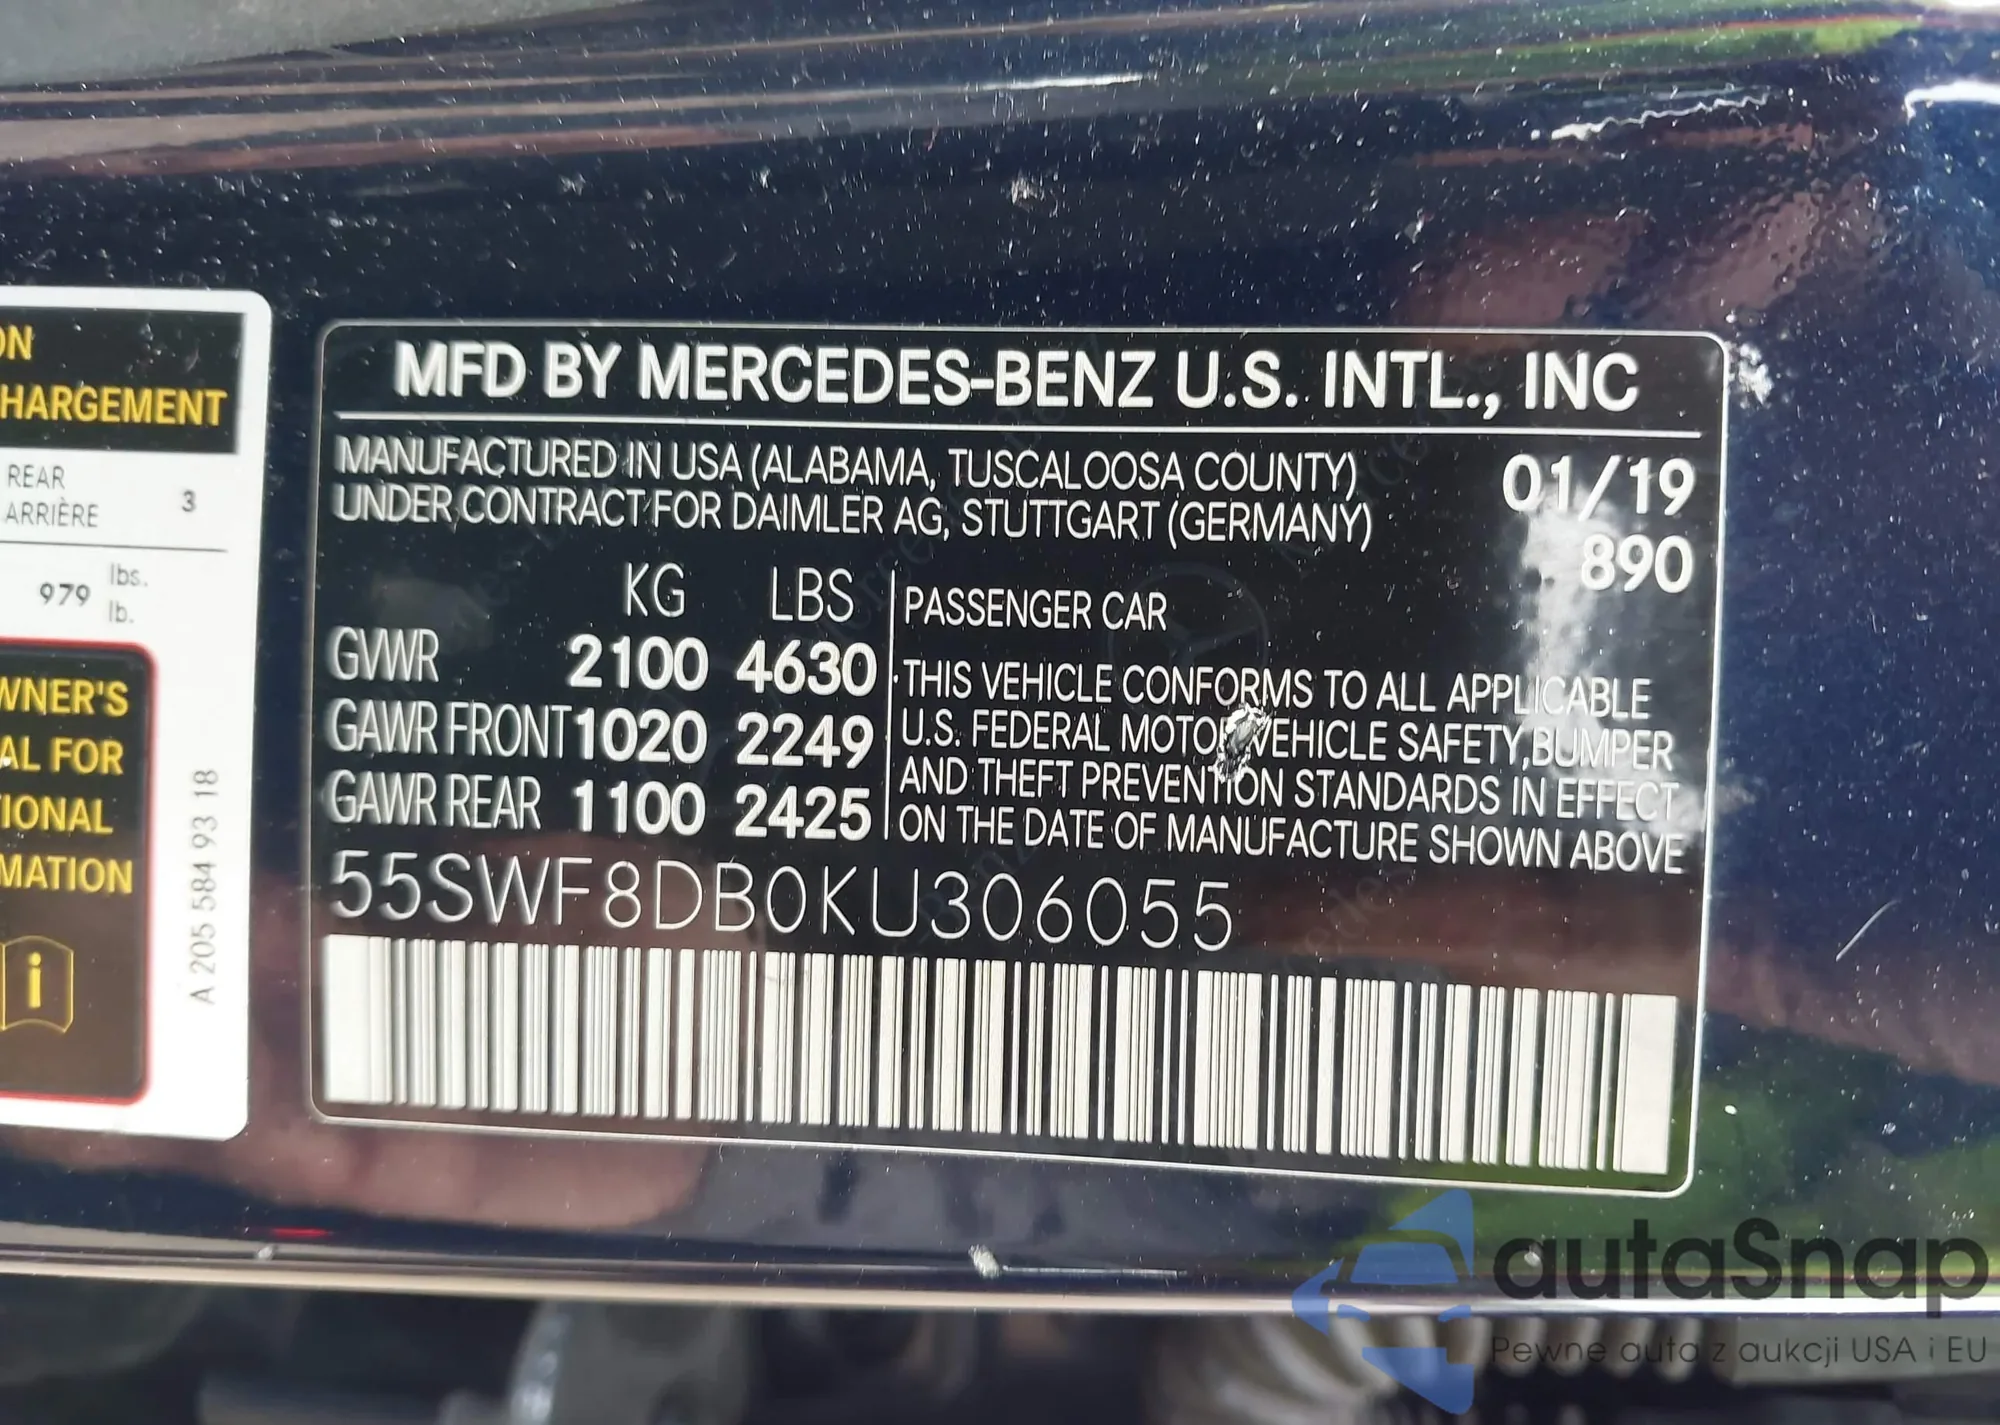 ON
HARGEMENT
REAR
ARRIÈRE 3
979 lbs.
lb.
WNER'S
AL FOR
IONAL
MATION
i
A 205 584 93 18
MFD BY MERCEDES-BENZ U.S. INTL., INC
MANUFACTURED IN USA (ALABAMA, TUSCALOOSA COUNTY) 01/19
UNDER CONTRACT FOR DAIMLER AG, STUTTGART (GERMANY) 890
KG LBS
GVWR 2100 4630
GAWR FRONT 1020 2249
GAWR REAR 1100 2425
PASSENGER CAR
THIS VEHICLE CONFORMS TO ALL APPLICABLE
U.S. FEDERAL MOTOR VEHICLE SAFETY, BUMPER
AND THEFT PREVENTION STANDARDS IN EFFECT
ON THE DATE OF MANUFACTURE SHOWN ABOVE
55SWF8DB0KU306055
autaSnap
Pewne auta z aukcji USA i EU